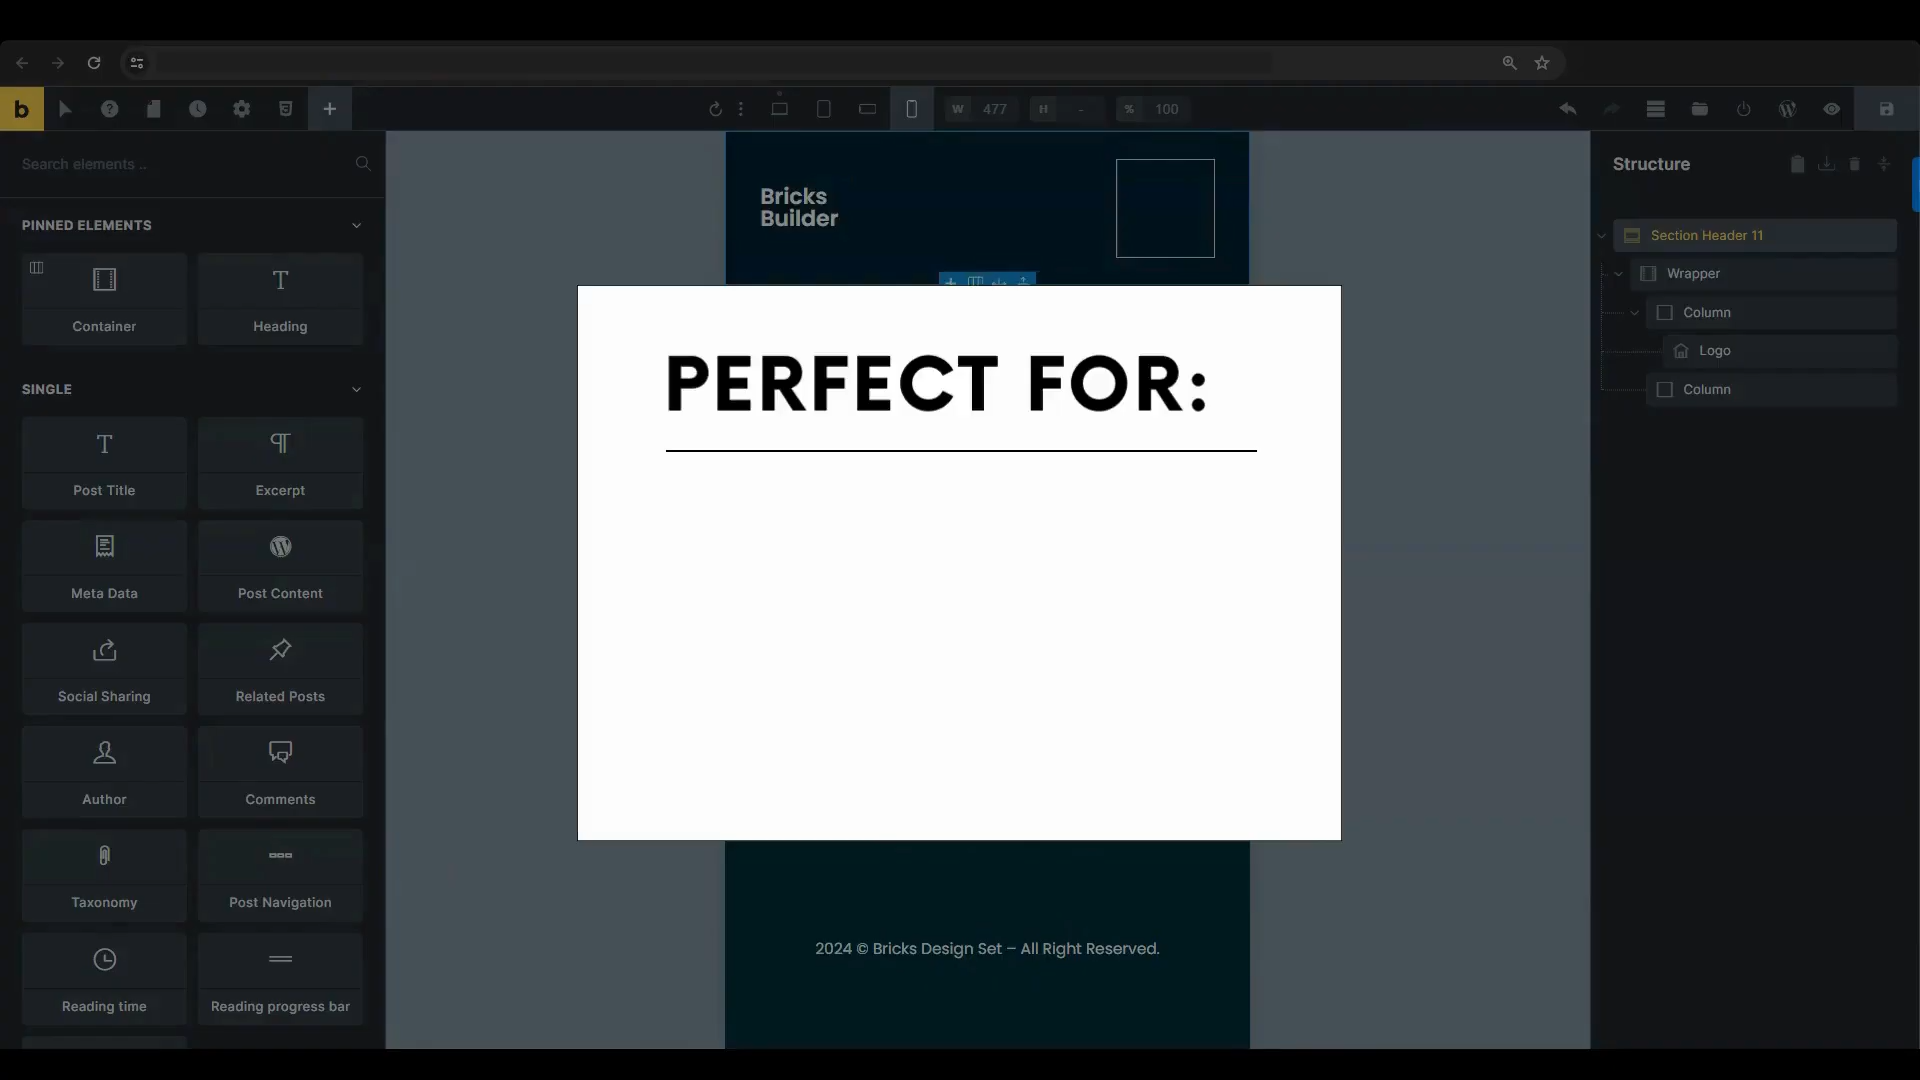 b
W 477 H - % 100
Search elements ..
PINNED ELEMENTS
Container
Heading
SINGLE
Post Title
Excerpt
Meta Data
Post Content
Social Sharing
Related Posts
Author
Comments
Taxonomy
Post Navigation
Reading time
Reading progress bar
Bricks
Builder
PERFECT FOR:
2024 © Bricks Design Set – All Right Reserved.
Structure
Section Header 11
Wrapper
Column
Logo
Column